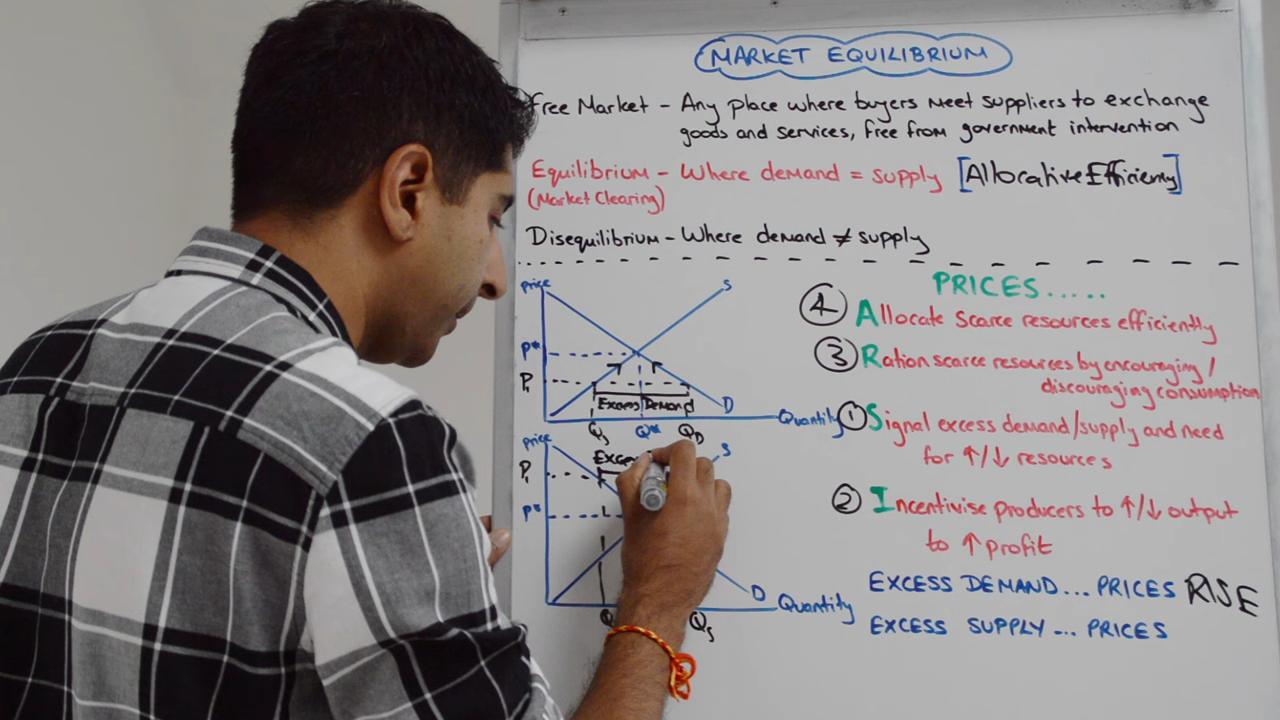 MARKET EQUILIBRIUM
Free Market - Any place where buyers meet suppliers to exchange
goods and services, free from government intervention
Equilibrium - Where demand = supply [Allocative Efficiency]
(Market Clearing)
Disequilibrium - Where demand ≠ supply
Price
S
P*
P1
Excess Demand
D
Quantity
Qs Q* QD
Price
S
P1
P*
D
Quantity
Q Qs
PRICES.....
4 Allocate scarce resources efficiently
3 Ration scarce resources by encouraging/
discouraging consumption
1 Signal excess demand/supply and need
for ↑/↓ resources
2 Incentivise producers to ↑/↓ output
to ↑ profit
EXCESS DEMAND... PRICES RISE
EXCESS SUPPLY... PRICES